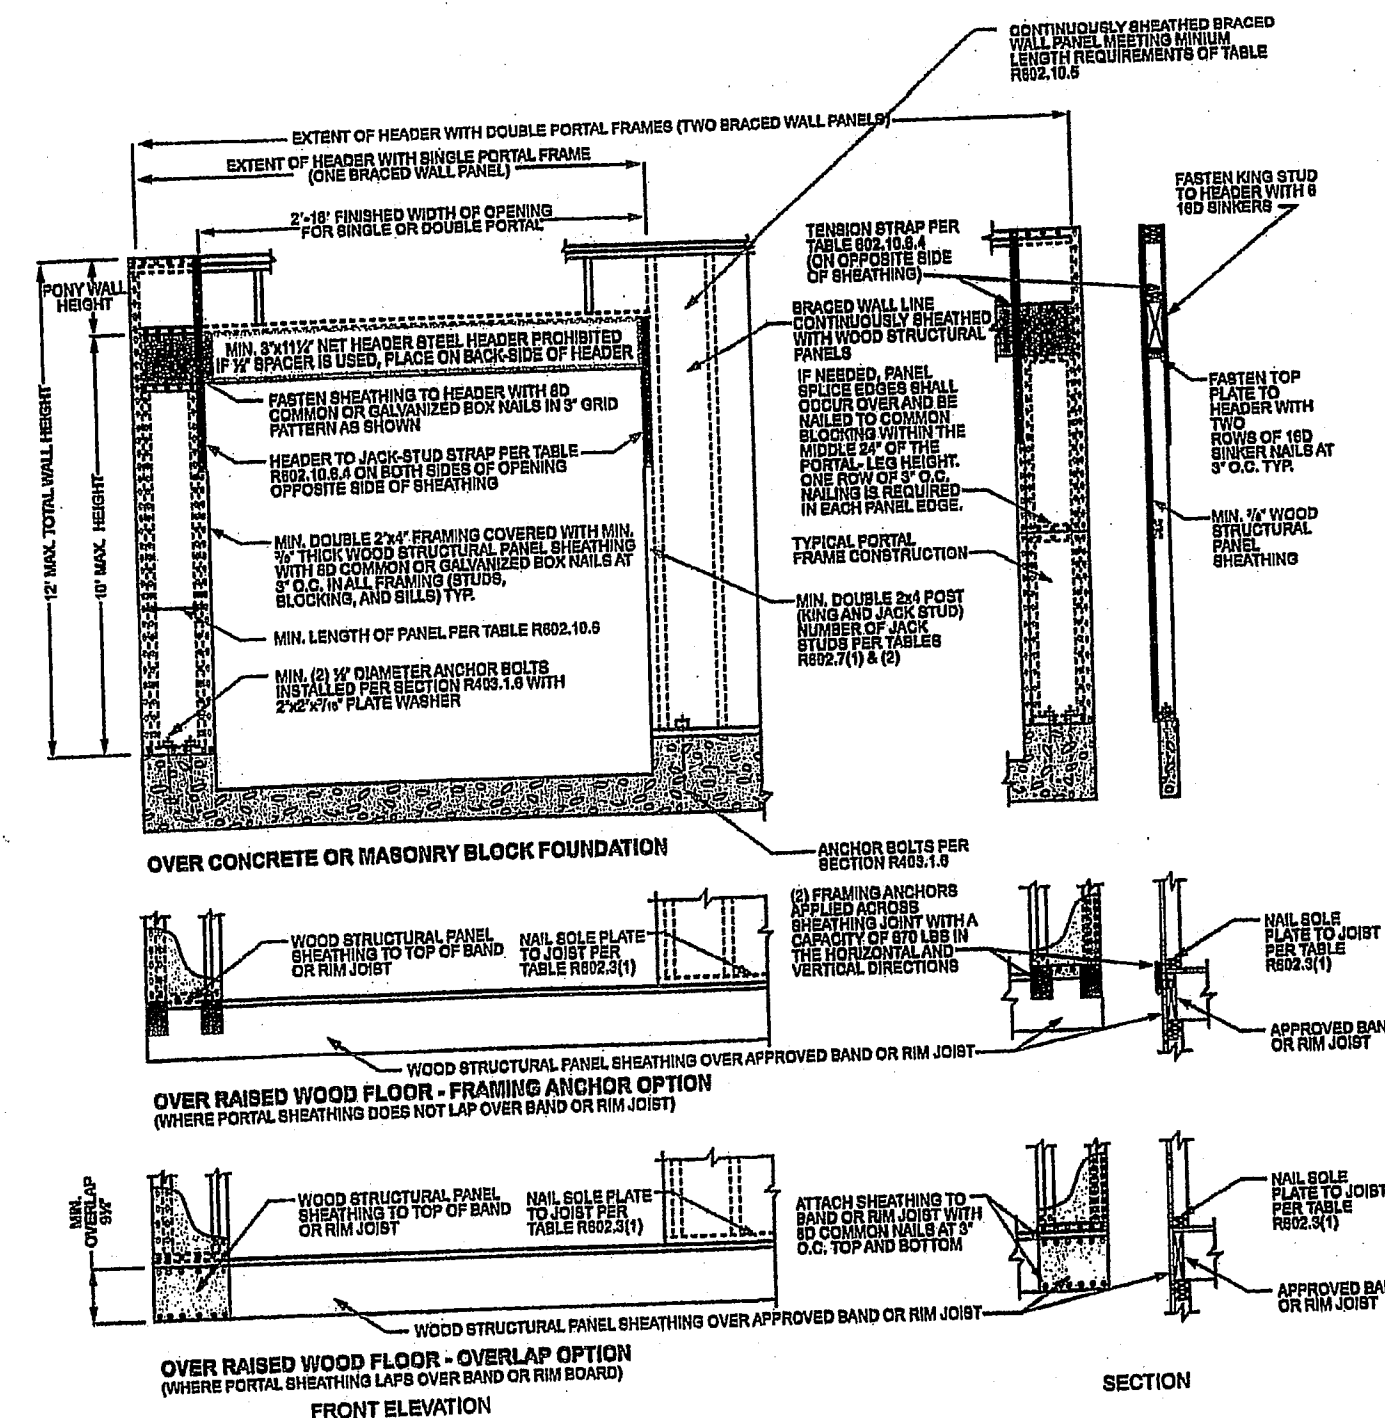 CONTINUOUSLY SHEATHED BRACED
WALL PANEL MEETING MINIUM
LENGTH REQUIREMENTS OF TABLE
R602.10.5
EXTENT OF HEADER WITH DOUBLE PORTAL FRAMES (TWO BRACED WALL PANELS)
EXTENT OF HEADER WITH SINGLE PORTAL FRAME
(ONE BRACED WALL PANEL)
2'-18' FINISHED WIDTH OF OPENING
FOR SINGLE OR DOUBLE PORTAL
FASTEN KING STUD
TO HEADER WITH 6
16D SINKERS
TENSION STRAP PER
TABLE 602.10.6.4
(ON OPPOSITE SIDE
OF SHEATHING)
PONY WALL
HEIGHT
BRACED WALL LINE
CONTINUOUSLY SHEATHED
WITH WOOD STRUCTURAL
PANELS
MIN. 3"x11¼" NET HEADER STEEL HEADER PROHIBITED
IF ½" SPACER IS USED, PLACE ON BACK-SIDE OF HEADER
12' MAX. TOTAL WALL HEIGHT
10' MAX. HEIGHT
FASTEN SHEATHING TO HEADER WITH 8D
COMMON OR GALVANIZED BOX NAILS IN 3" GRID
PATTERN AS SHOWN
IF NEEDED, PANEL
SPLICE EDGES SHALL
OCCUR OVER AND BE
NAILED TO COMMON
BLOCKING WITHIN THE
MIDDLE 24" OF THE
PORTAL- LEG HEIGHT.
ONE ROW OF 3" O.C.
NAILING IS REQUIRED
IN EACH PANEL EDGE.
FASTEN TOP
PLATE TO
HEADER WITH
TWO
ROWS OF 16D
SINKER NAILS AT
3" O.C. TYP.
HEADER TO JACK-STUD STRAP PER TABLE
R602.10.6.4 ON BOTH SIDES OF OPENING
OPPOSITE SIDE OF SHEATHING
MIN. DOUBLE 2"x4" FRAMING COVERED WITH MIN.
⅜" THICK WOOD STRUCTURAL PANEL SHEATHING
WITH 8D COMMON OR GALVANIZED BOX NAILS AT
3" O.C. IN ALL FRAMING (STUDS,
BLOCKING, AND SILLS) TYP.
TYPICAL PORTAL
FRAME CONSTRUCTION
MIN. ⅜" WOOD
STRUCTURAL
PANEL
SHEATHING
MIN. LENGTH OF PANEL PER TABLE R602.10.6
MIN. DOUBLE 2x4 POST
(KING AND JACK STUD)
NUMBER OF JACK
STUDS PER TABLES
R602.7(1) & (2)
MIN. (2) ½" DIAMETER ANCHOR BOLTS
INSTALLED PER SECTION R403.1.6 WITH
2"x2"x³/₁₆" PLATE WASHER
OVER CONCRETE OR MASONRY BLOCK FOUNDATION
ANCHOR BOLTS PER
SECTION R403.1.6
WOOD STRUCTURAL PANEL
SHEATHING TO TOP OF BAND
OR RIM JOIST
NAIL SOLE PLATE
TO JOIST PER
TABLE R602.3(1)
(2) FRAMING ANCHORS
APPLIED ACROSS
SHEATHING JOINT WITH A
CAPACITY OF 670 LBS IN
THE HORIZONTAL AND
VERTICAL DIRECTIONS
NAIL SOLE
PLATE TO JOIST
PER TABLE
R602.3(1)
APPROVED BAN
OR RIM JOIST
WOOD STRUCTURAL PANEL SHEATHING OVER APPROVED BAND OR RIM JOIST
OVER RAISED WOOD FLOOR - FRAMING ANCHOR OPTION
(WHERE PORTAL SHEATHING DOES NOT LAP OVER BAND OR RIM JOIST)
MIN.
OVERLAP
9½"
WOOD STRUCTURAL PANEL
SHEATHING TO TOP OF BAND
OR RIM JOIST
NAIL SOLE PLATE
TO JOIST PER
TABLE R602.3(1)
ATTACH SHEATHING TO
BAND OR RIM JOIST WITH
8D COMMON NAILS AT 3"
O.C. TOP AND BOTTOM
NAIL SOLE
PLATE TO JOIST
PER TABLE
R602.3(1)
APPROVED BA
OR RIM JOIST
WOOD STRUCTURAL PANEL SHEATHING OVER APPROVED BAND OR RIM JOIST
OVER RAISED WOOD FLOOR - OVERLAP OPTION
(WHERE PORTAL SHEATHING LAPS OVER BAND OR RIM BOARD)
FRONT ELEVATION
SECTION